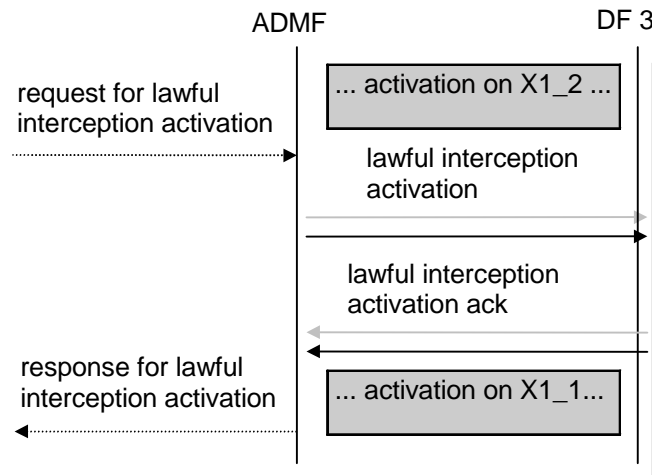 ADMF
DF 3
... activation on X1_2 ...
request for lawful
interception activation
lawful interception
activation
lawful interception
activation ack
response for lawful
interception activation
... activation on X1_1...